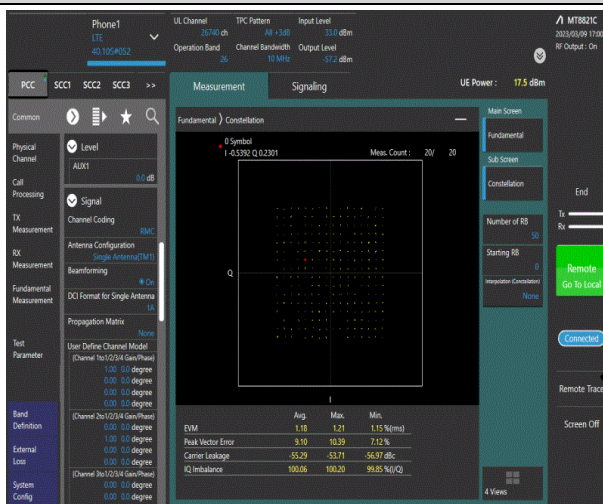 Phone1
LTE
40.105#052
UL Channel
26740 ch
TPC Pattern
All +3dB
Input Level
33.0 dBm
Operation Band
26
Channel Bandwidth
10 MHz
Output Level
-57.2 dBm
MT8821C
2023/03/09 17:00
RF Output : On
PCC SCC1 SCC2 SCC3 >>
Measurement
Signaling
UE Power : 17.5 dBm
Common
Physical
Channel
Call
Processing
TX
Measurement
RX
Measurement
Fundamental
Measurement
Test
Parameter
Band
Definition
External
Loss
System
Config
Level
AUX1
0.0 dB
Signal
Channel Coding
RMC
Antenna Configuration
Single Antenna(TM1)
Beamforming
On
DCI Format for Single Antenna
1A
Propagation Matrix
None
User Define Channel Model
(Channel 1to1/2/3/4 Gain/Phase)
1.00 0.0 degree
0.00 0.0 degree
0.00 0.0 degree
0.00 0.0 degree
(Channel 2to1/2/3/4 Gain/Phase)
0.00 0.0 degree
1.00 0.0 degree
0.00 0.0 degree
0.00 0.0 degree
(Channel 3to1/2/3/4 Gain/Phase)
0.00 0.0 degree
0.00 0.0 degree
Fundamental ⟩ Constellation
0 Symbol
I -0.5392 Q 0.2301
Meas. Count : 20/ 20
Q
I
Avg. Max. Min.
EVM 1.18 1.21 1.15 %(rms)
Peak Vector Error 9.10 10.39 7.12 %
Carrier Leakage -55.29 -53.71 -56.97 dBc
IQ Imbalance 100.06 100.20 99.85 %(I/Q)
Main Screen
Fundamental
Sub Screen
Constellation
Number of RB
50
Starting RB
0
Interpolation (Constellation)
None
4 Views
End
Tx
Rx
Remote
Go To Local
Connected
Remote Trace
Screen Off